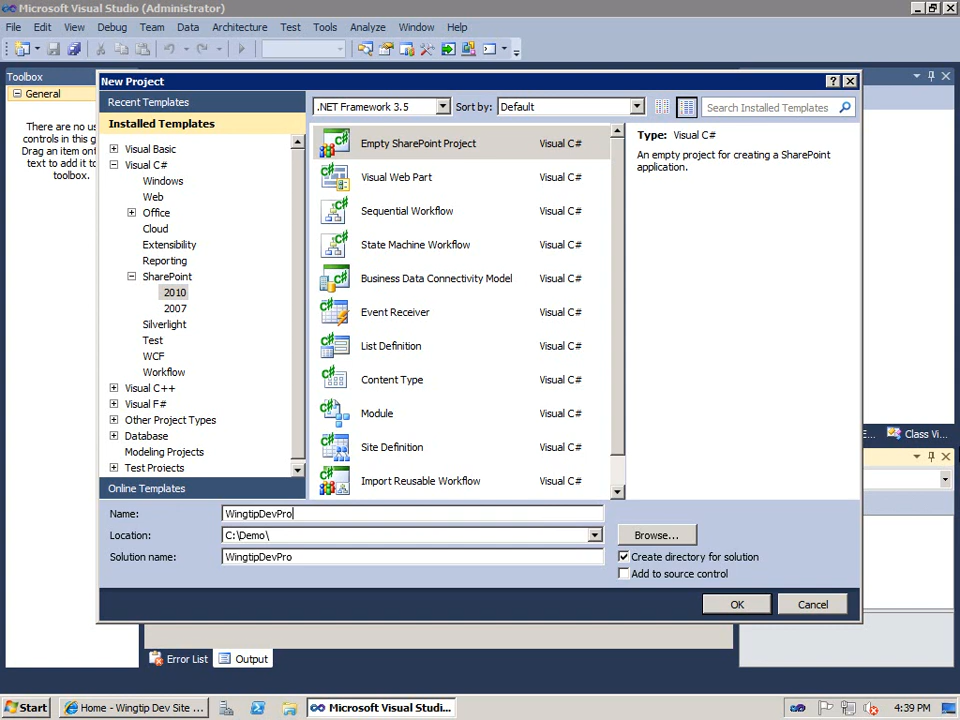 Microsoft Visual Studio (Administrator)
File Edit View Debug Team Data Architecture Test Tools Analyze Window Help
Toolbox
General
There are no us
controls in this g
Drag an item ont
text to add it to
toolbox.
New Project
Recent Templates
Installed Templates
.NET Framework 3.5
Sort by: Default
Search Installed Templates
Visual Basic
Visual C#
Windows
Web
Office
Cloud
Extensibility
Reporting
SharePoint
2010
2007
Silverlight
Test
WCF
Workflow
Visual C++
Visual F#
Other Project Types
Database
Modeling Projects
Test Projects
Online Templates
Empty SharePoint Project Visual C#
Visual Web Part Visual C#
Sequential Workflow Visual C#
State Machine Workflow Visual C#
Business Data Connectivity Model Visual C#
Event Receiver Visual C#
List Definition Visual C#
Content Type Visual C#
Module Visual C#
Site Definition Visual C#
Import Reusable Workflow Visual C#
Type: Visual C#
An empty project for creating a SharePoint
application.
E... Class Vi...
Name: WingtipDevPro
Location: C:\Demo\
Browse...
Solution name: WingtipDevPro
Create directory for solution
Add to source control
OK Cancel
Error List Output
Start Home - Wingtip Dev Site ... Microsoft Visual Studi... 4:39 PM